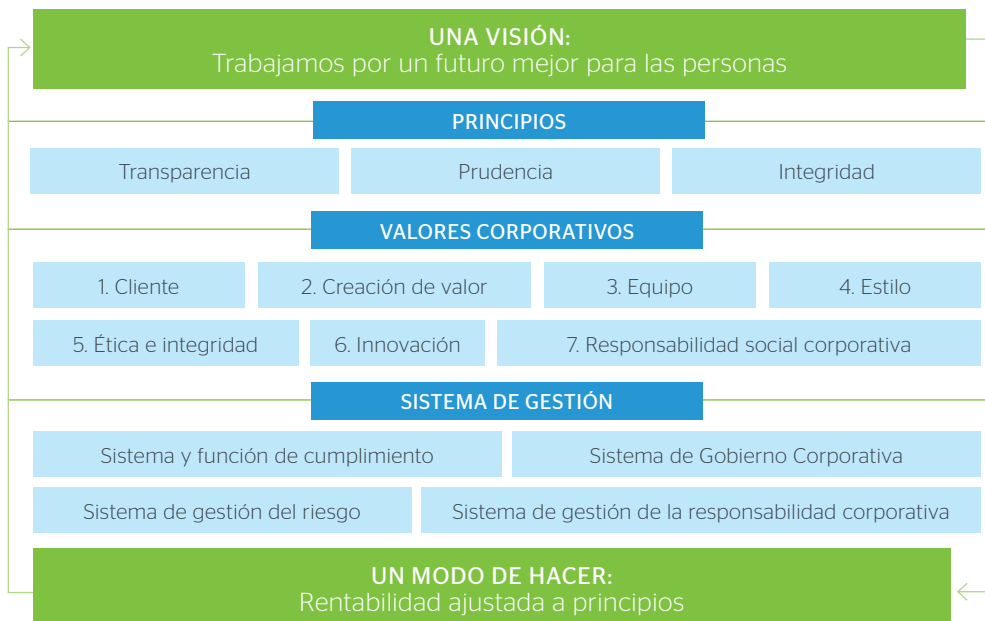 UNA VISIÓN:
Trabajamos por un futuro mejor para las personas
PRINCIPIOS
Transparencia
Prudencia
Integridad
VALORES CORPORATIVOS
1. Cliente
2. Creación de valor
3. Equipo
4. Estilo
5. Ética e integridad
6. Innovación
7. Responsabilidad social corporativa
SISTEMA DE GESTIÓN
Sistema y función de cumplimiento
Sistema de Gobierno Corporativa
Sistema de gestión del riesgo
Sistema de gestión de la responsabilidad corporativa
UN MODO DE HACER:
Rentabilidad ajustada a principios